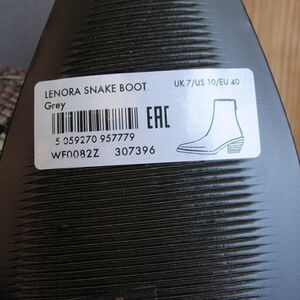 LENORA SNAKE BOOT UK 7/US 10/EU 40
Grey
EAC
5 059270 957779
WF0082Z 307396